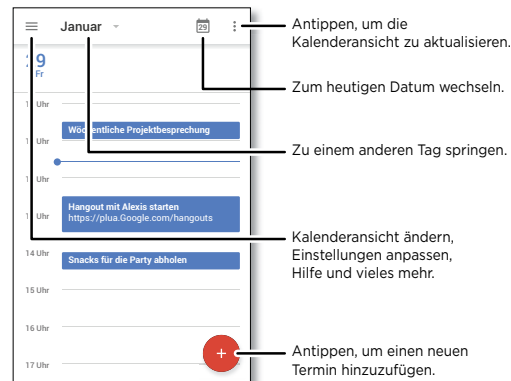 Januar
29
Antippen, um die
Kalenderansicht zu aktualisieren.
29
Fr
Zum heutigen Datum wechseln.
Uhr
Wöchentliche Projektbesprechung
Uhr
Zu einem anderen Tag springen.
Uhr
Hangout mit Alexis starten
https://plua.Google.com/hangouts
Uhr
Kalenderansicht ändern,
Einstellungen anpassen,
Hilfe und vieles mehr.
14 Uhr
Snacks für die Party abholen
15 Uhr
16 Uhr
+
Antippen, um einen neuen
Termin hinzuzufügen.
17 Uhr